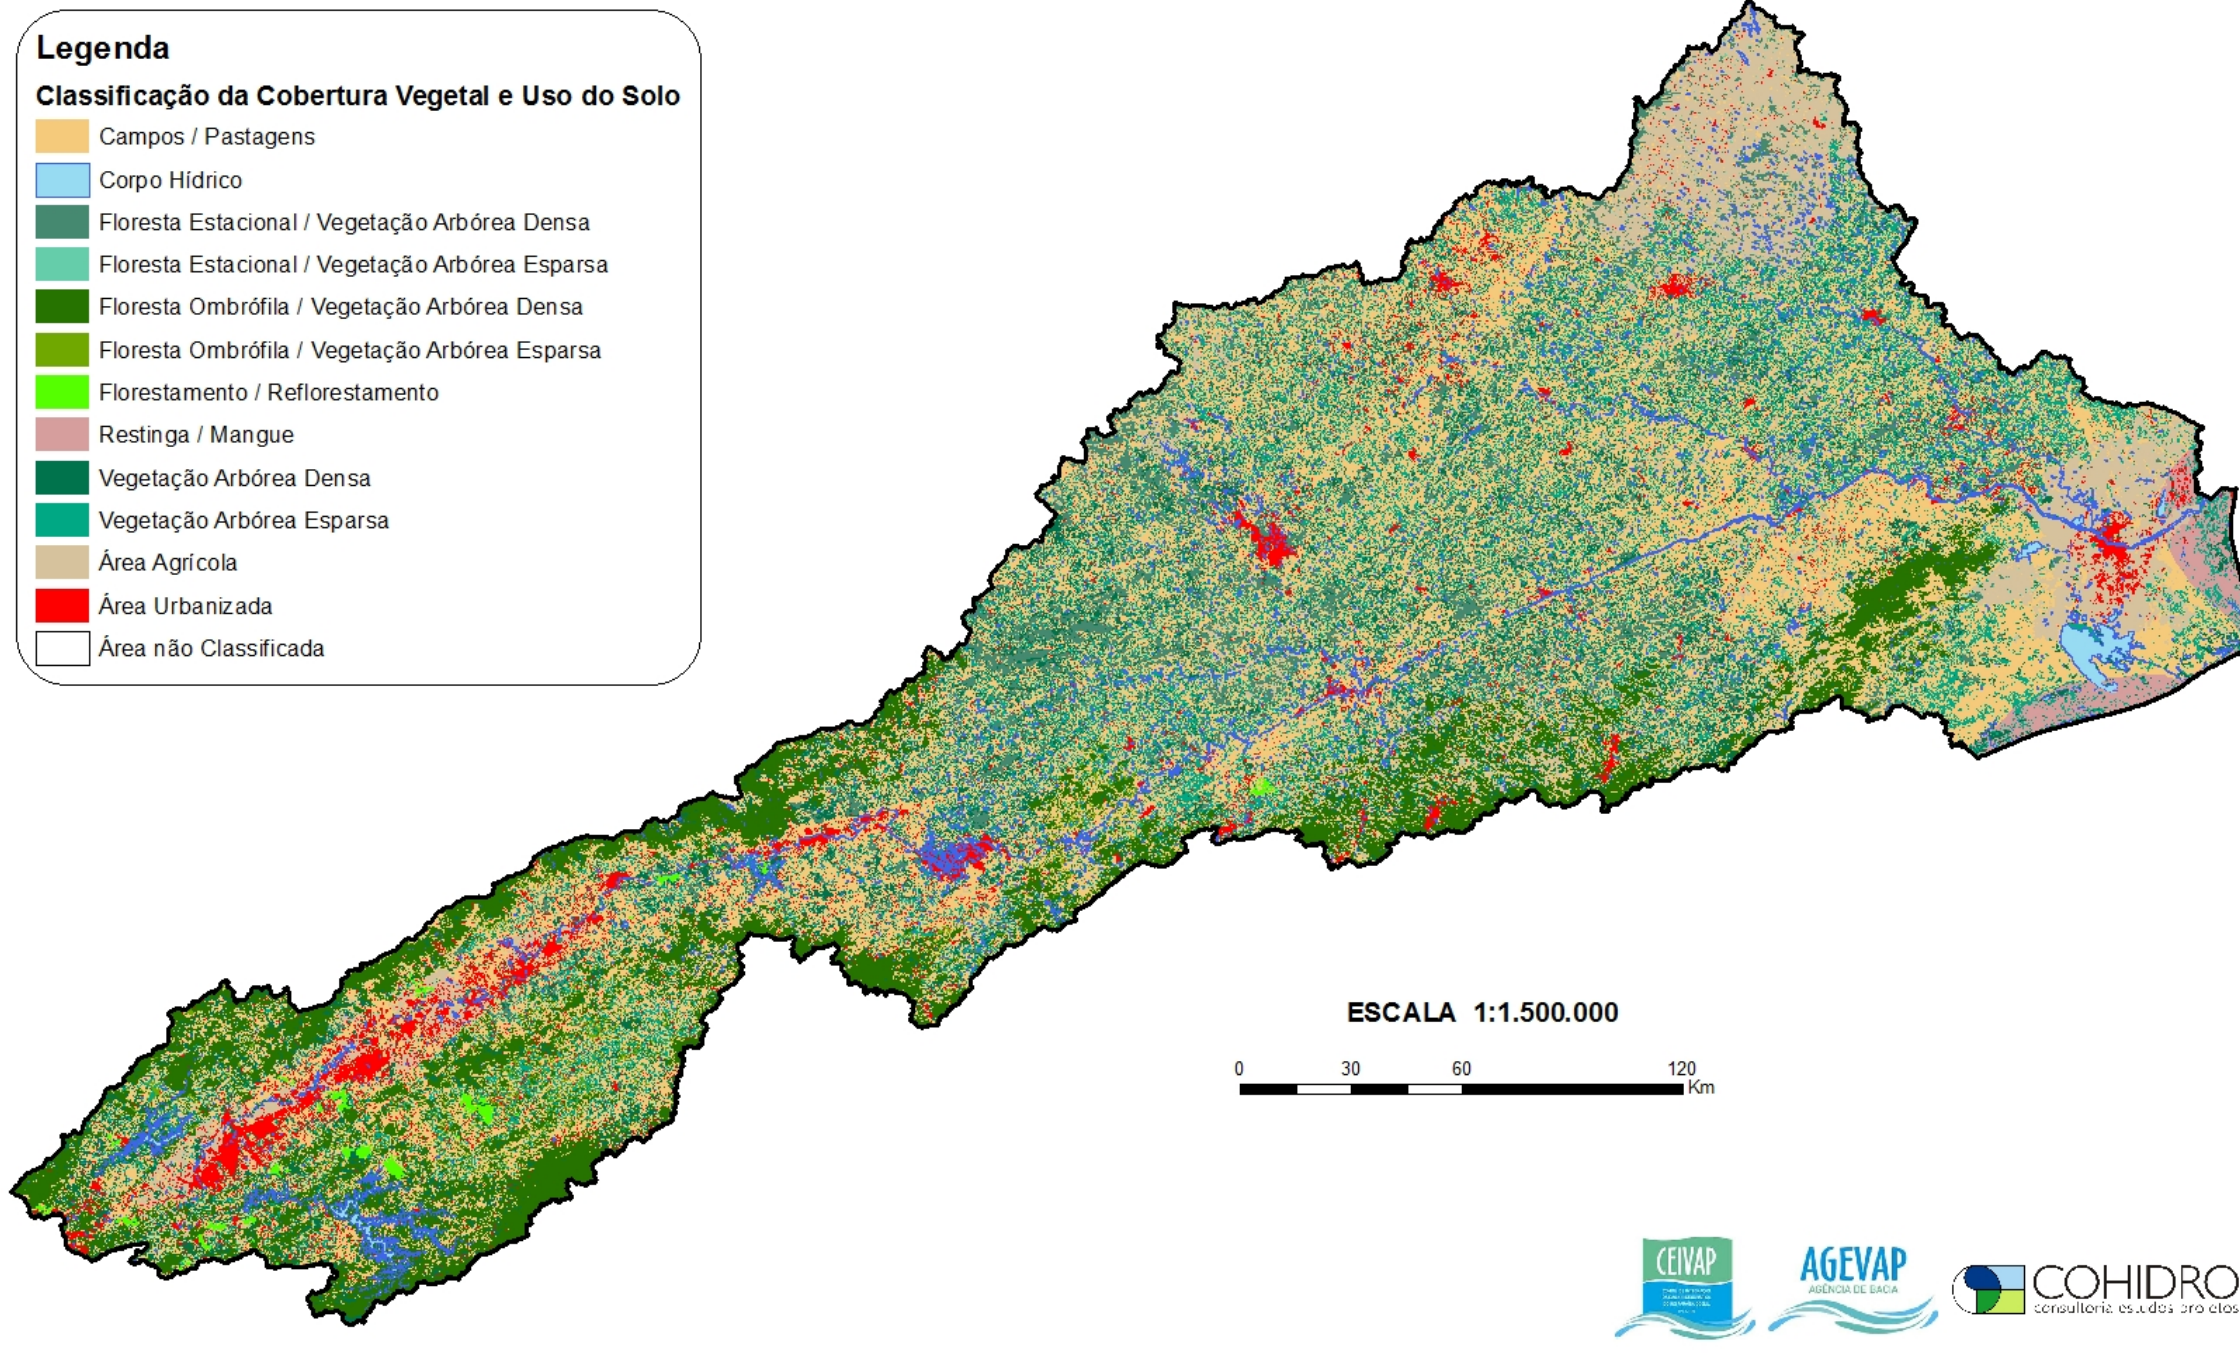 Legenda
Classificação da Cobertura Vegetal e Uso do Solo
Campos / Pastagens
Corpo Hídrico
Floresta Estacional / Vegetação Arbórea Densa
Floresta Estacional / Vegetação Arbórea Esparsa
Floresta Ombrófila / Vegetação Arbórea Densa
Floresta Ombrófila / Vegetação Arbórea Esparsa
Florestamento / Reflorestamento
Restinga / Mangue
Vegetação Arbórea Densa
Vegetação Arbórea Esparsa
Área Agrícola
Área Urbanizada
Área não Classificada
ESCALA 1:1.500.000
0 30 60 120
Km
CEIVAP
AGEVAP
AGÊNCIA DE BACIA
COHIDRO
consultoria estudos projetos